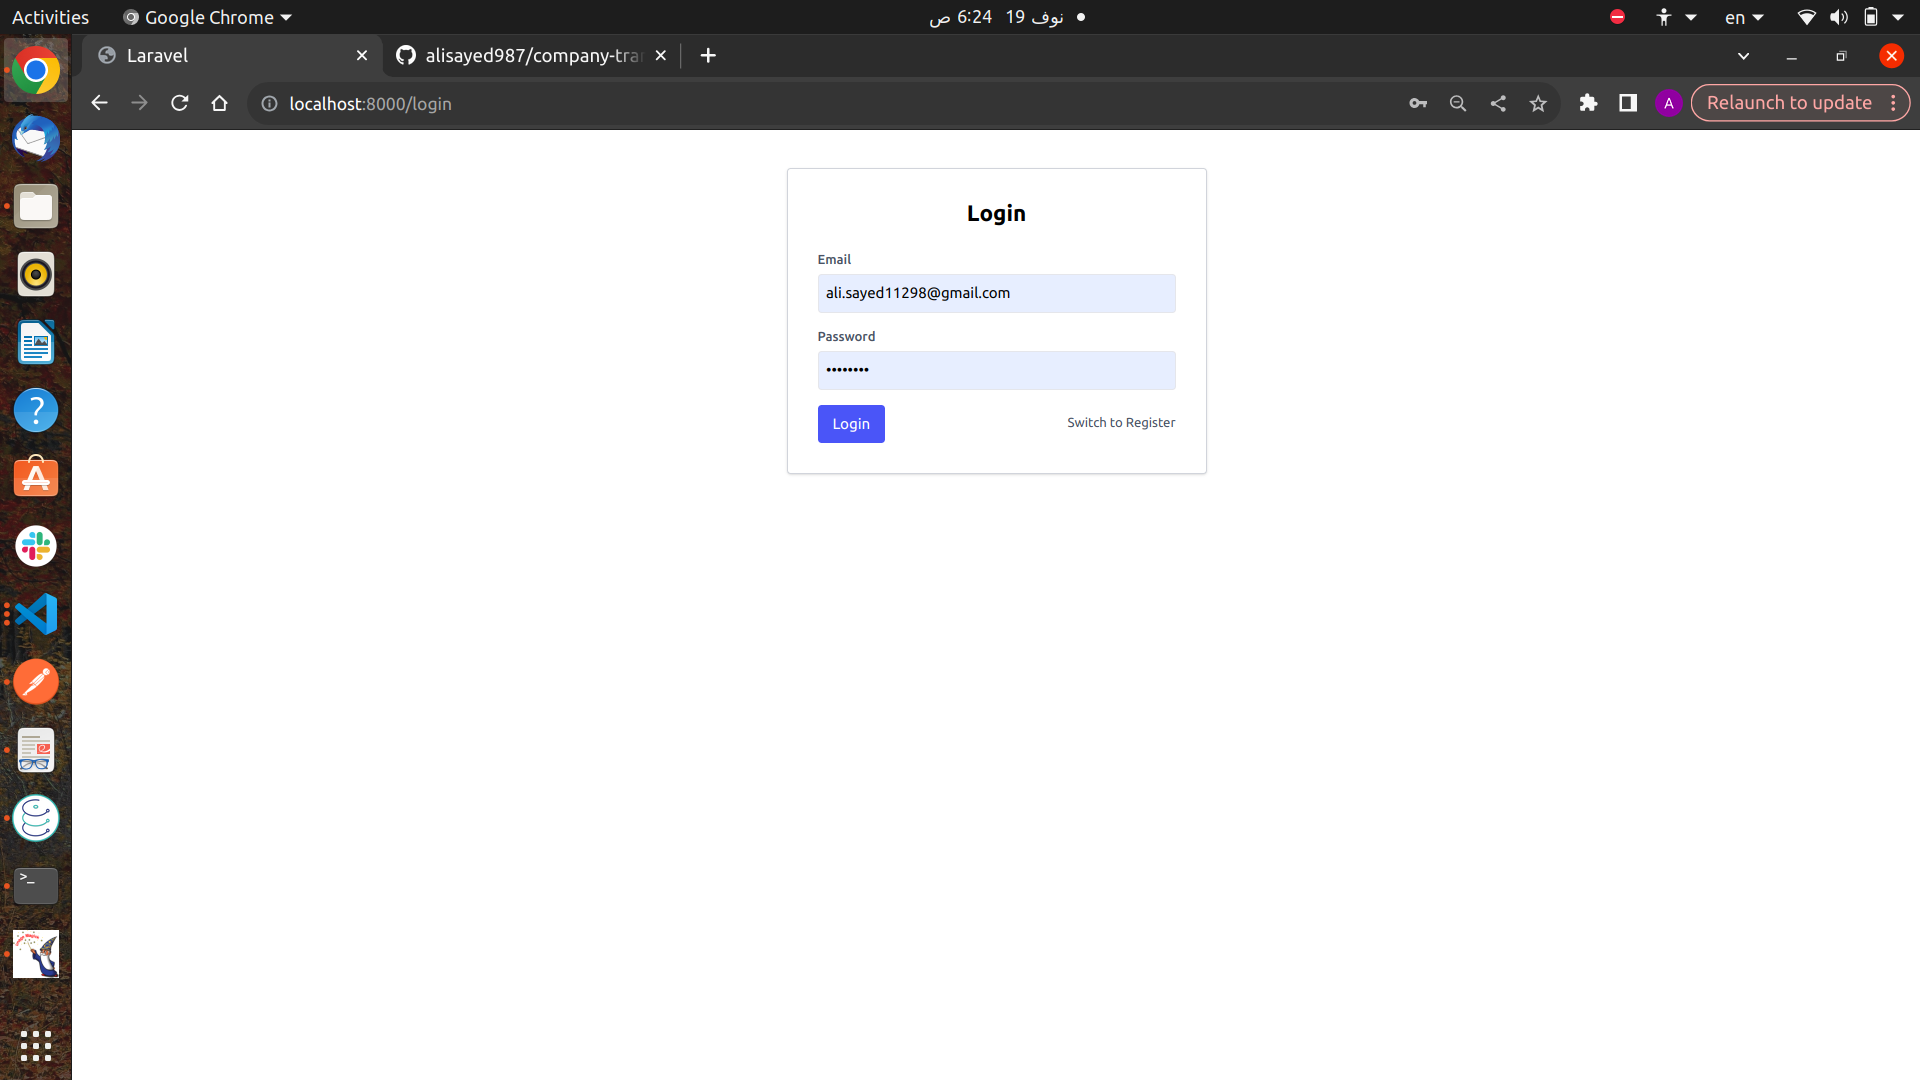 Activities
Google Chrome
نوف 19 6:24 ص
en
Laravel
alisayed987/company-tra
localhost:8000/login
A
Relaunch to update
Login
Email
ali.sayed11298@gmail.com
Password
••••••••
Login
Switch to Register